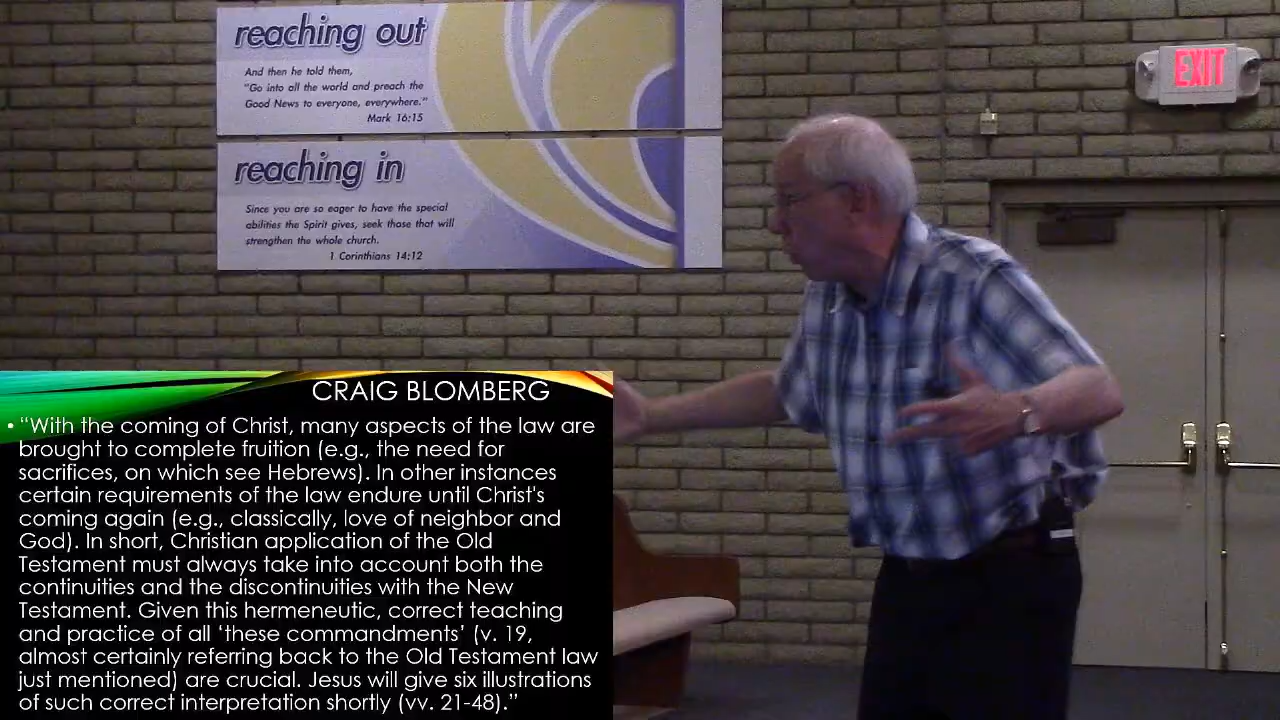 reaching out
And then he told them,
"Go into all the world and preach the
Good News to everyone, everywhere."
Mark 16:15
EXIT
reaching in
Since you are so eager to have the special
abilities the Spirit gives, seek those that will
strengthen the whole church.
1 Corinthians 14:12
CRAIG BLOMBERG
• “With the coming of Christ, many aspects of the law are
brought to complete fruition (e.g., the need for
sacrifices, on which see Hebrews). In other instances
certain requirements of the law endure until Christ's
coming again (e.g., classically, love of neighbor and
God). In short, Christian application of the Old
Testament must always take into account both the
continuities and the discontinuities with the New
Testament. Given this hermeneutic, correct teaching
and practice of all ‘these commandments’ (v. 19,
almost certainly referring back to the Old Testament law
just mentioned) are crucial. Jesus will give six illustrations
of such correct interpretation shortly (vv. 21-48).”